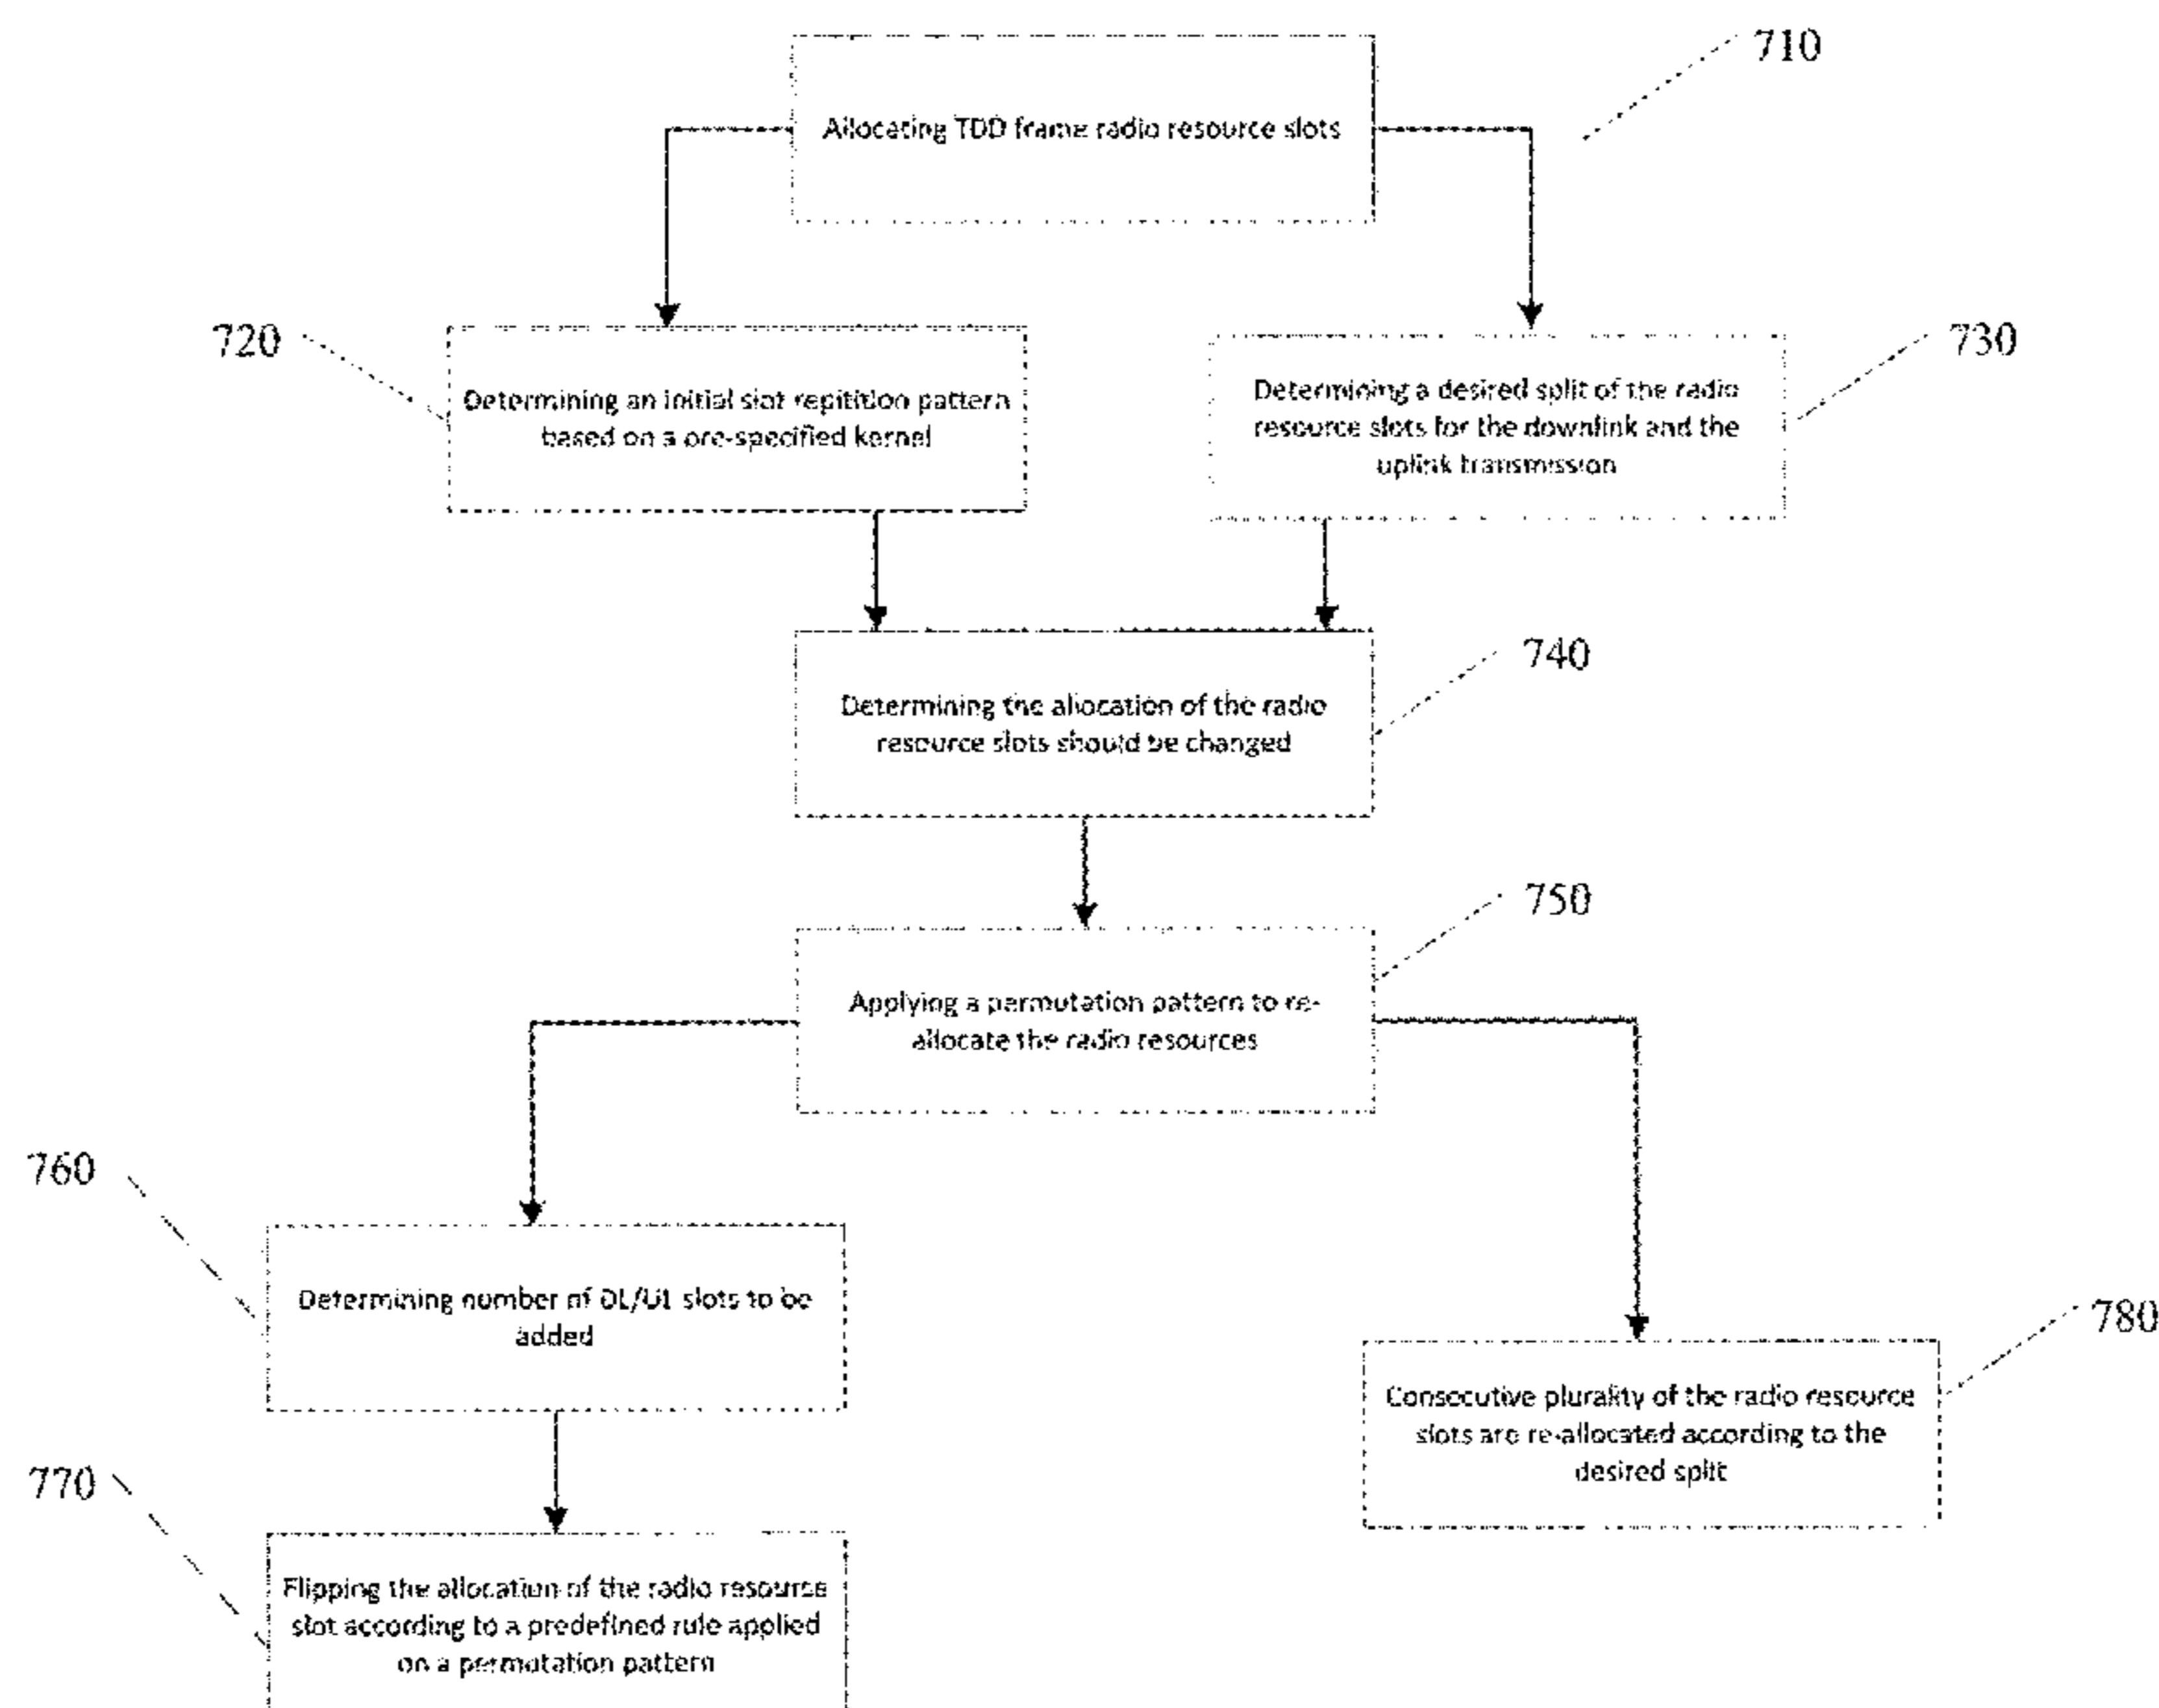 710
Allocating TDD frame radio resource slots
720
730
Determining an initial slot repitition pattern
based on a pre-specified kernel
Determining a desired split of the radio
resource slots for the downlink and the
uplink transmission
740
Determining the allocation of the radio
resource slots should be changed
750
Applying a permutation pattern to re-
allocate the radio resources
760
Determining number of DL/UL slots to be
added
780
Consecutive plurality of the radio resource
slots are re-allocated according to the
desired split
770
Flipping the allocation of the radio resource
slot according to a predefined rule applied
on a permutation pattern